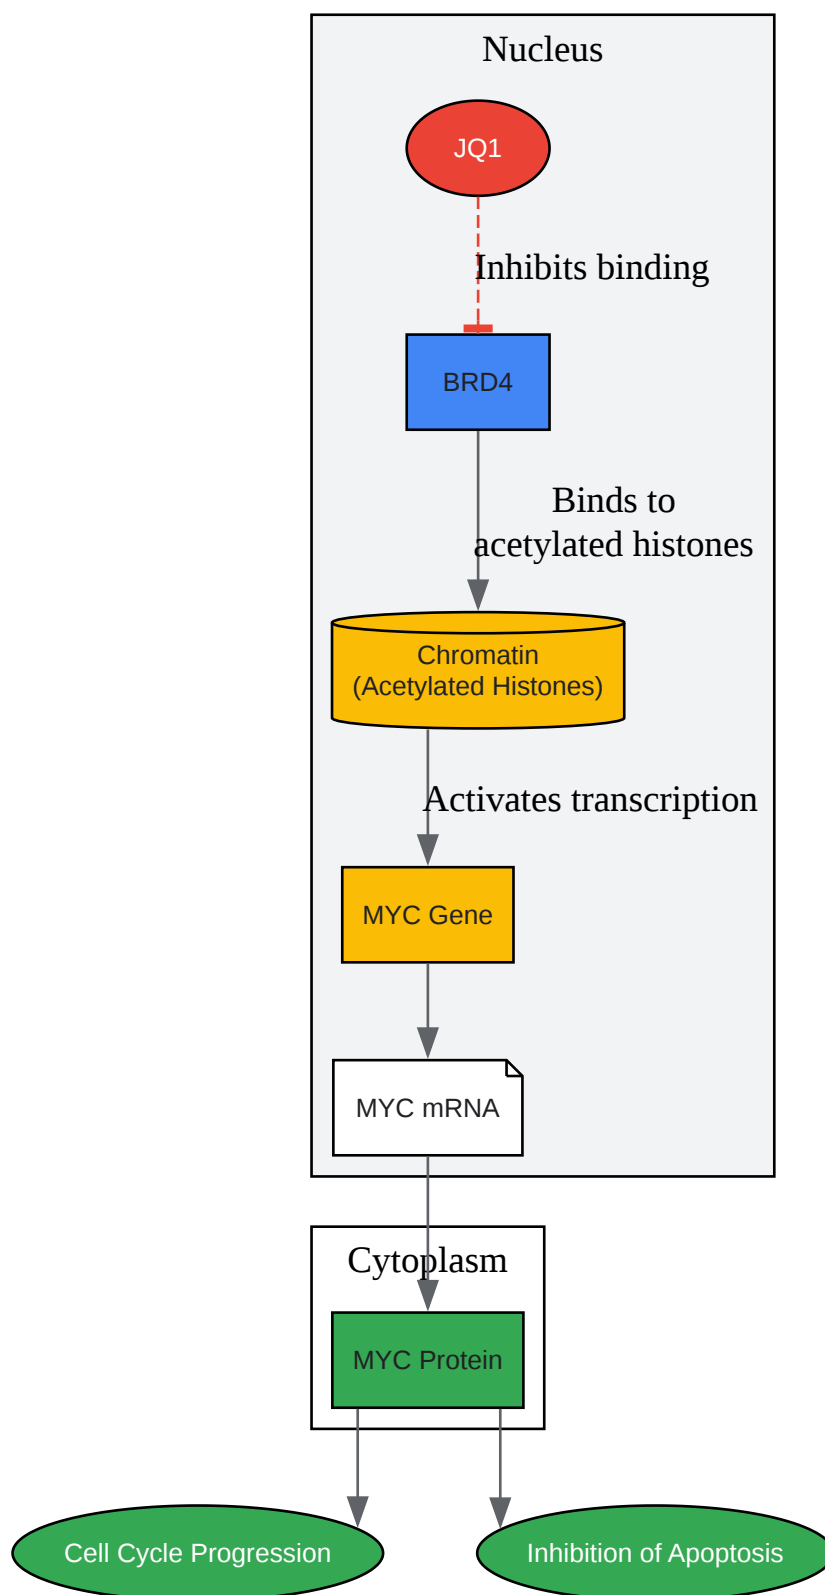 Nucleus
JQ1
Inhibits binding
BRD4
Binds to
acetylated histones
Chromatin
(Acetylated Histones)
Activates transcription
MYC Gene
MYC mRNA
Cytoplasm
MYC Protein
Cell Cycle Progression
Inhibition of Apoptosis